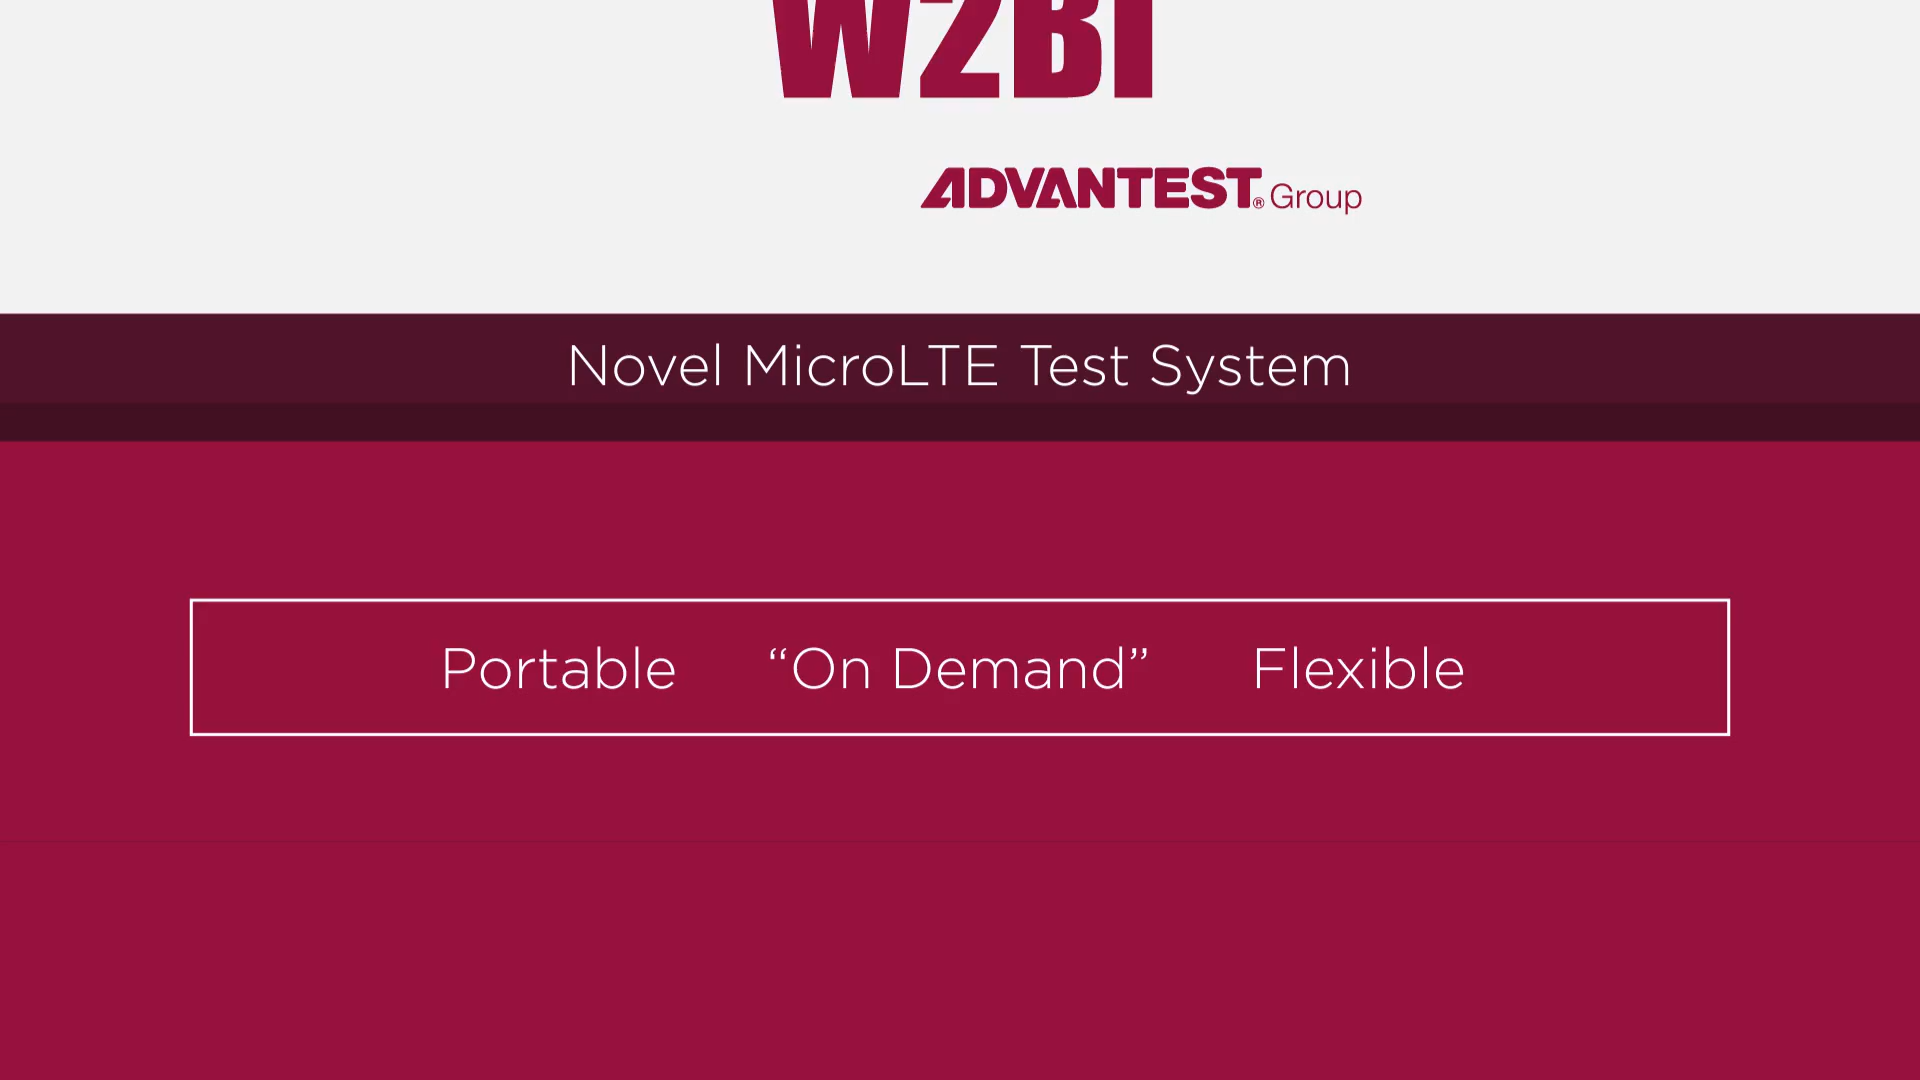 W2BI
ADVANTEST® Group
Novel MicroLTE Test System
Portable “On Demand” Flexible